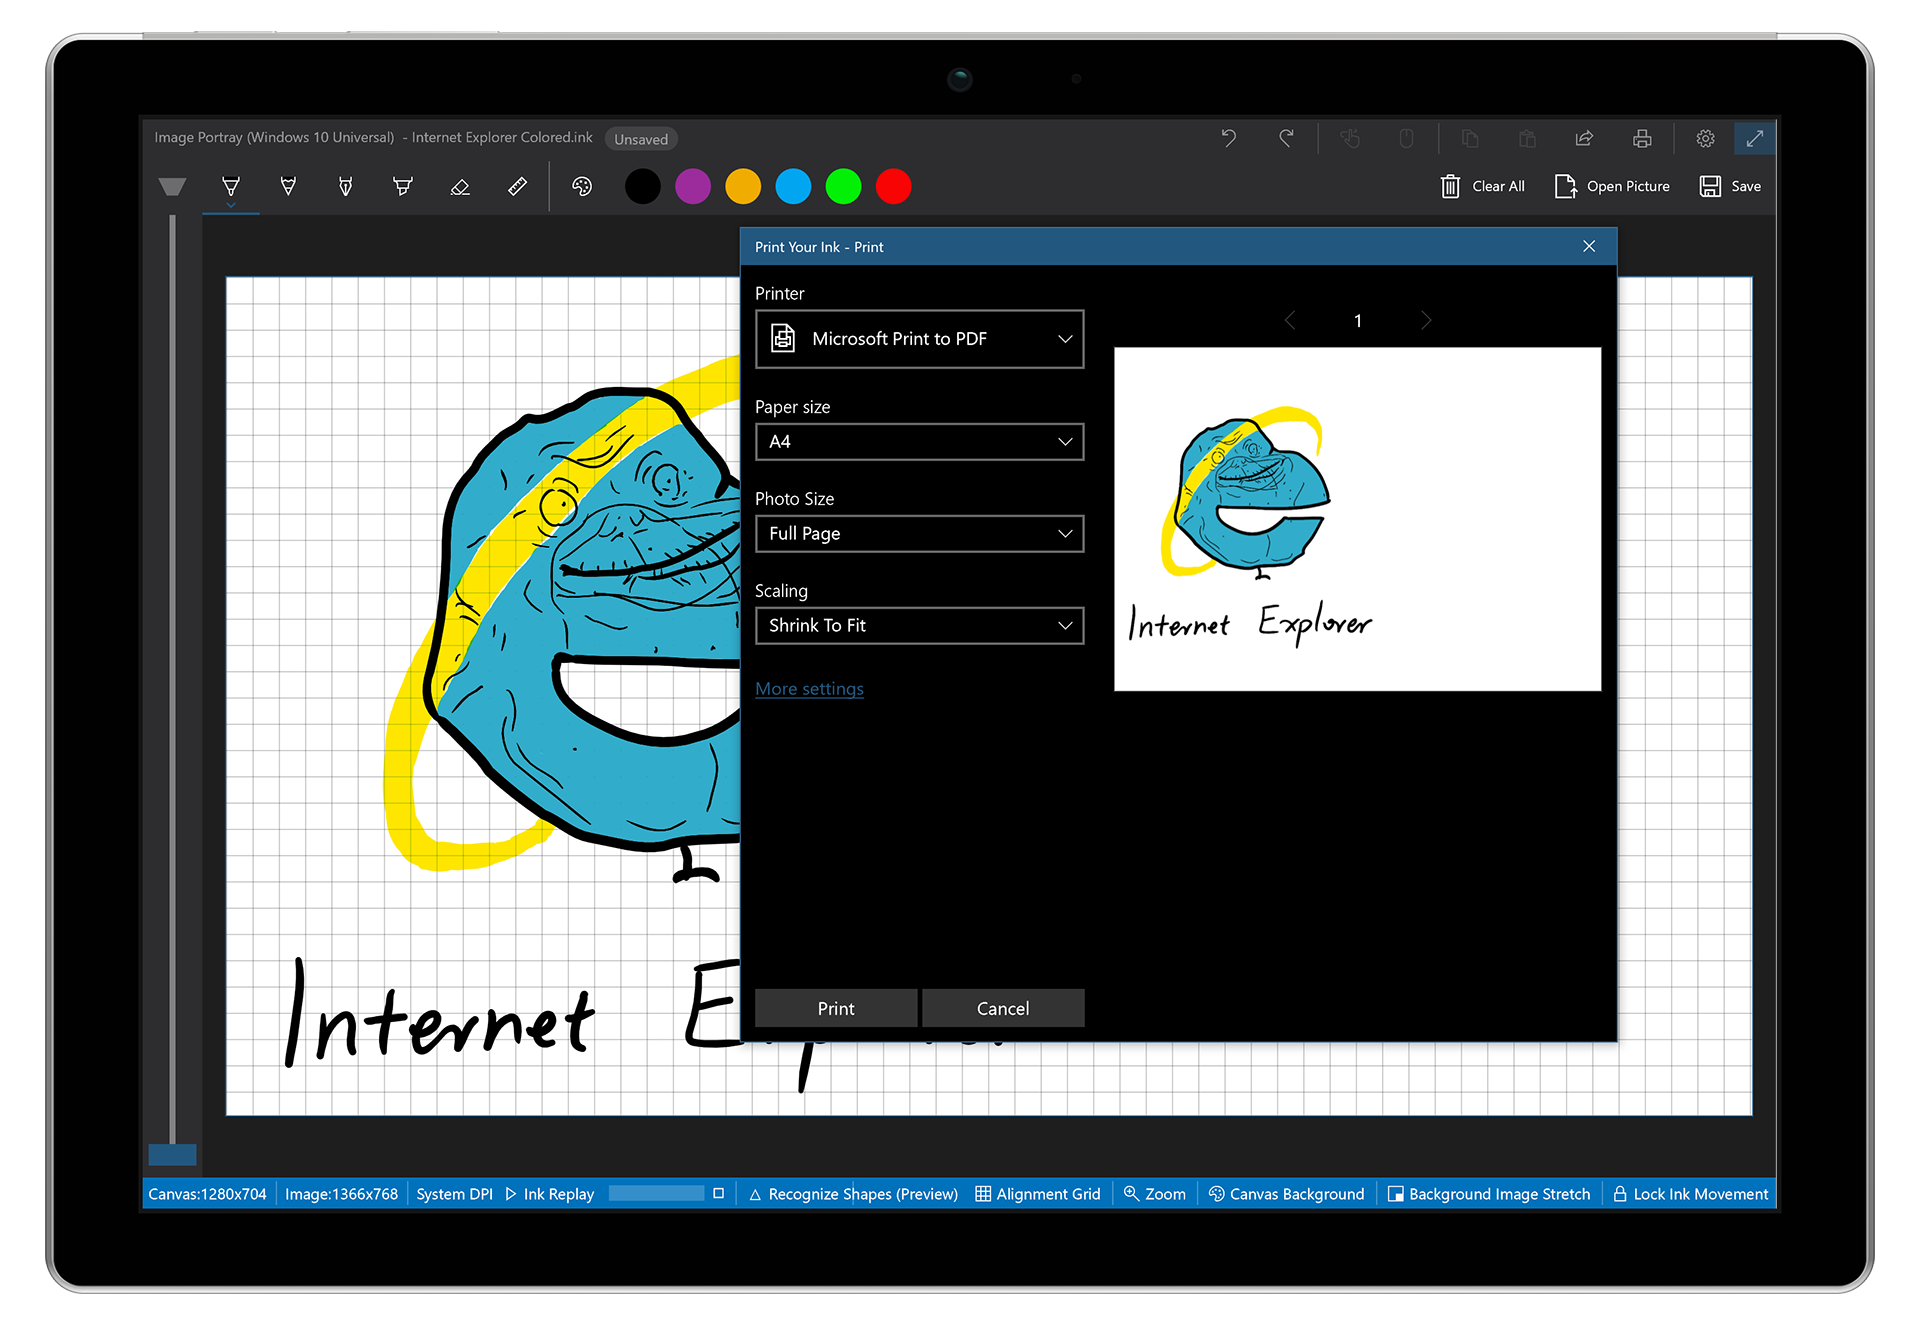 Image Portray (Windows 10 Universal) - Internet Explorer Colored.ink Unsaved
Clear All Open Picture Save
Print Your Ink - Print
Printer
Microsoft Print to PDF
Paper size
A4
Photo Size
Full Page
Scaling
Shrink To Fit
More settings
Print Cancel
1
Internet Explorer
Internet
Canvas:1280x704 Image:1366x768 System DPI Ink Replay Recognize Shapes (Preview) Alignment Grid Zoom Canvas Background Background Image Stretch Lock Ink Movement